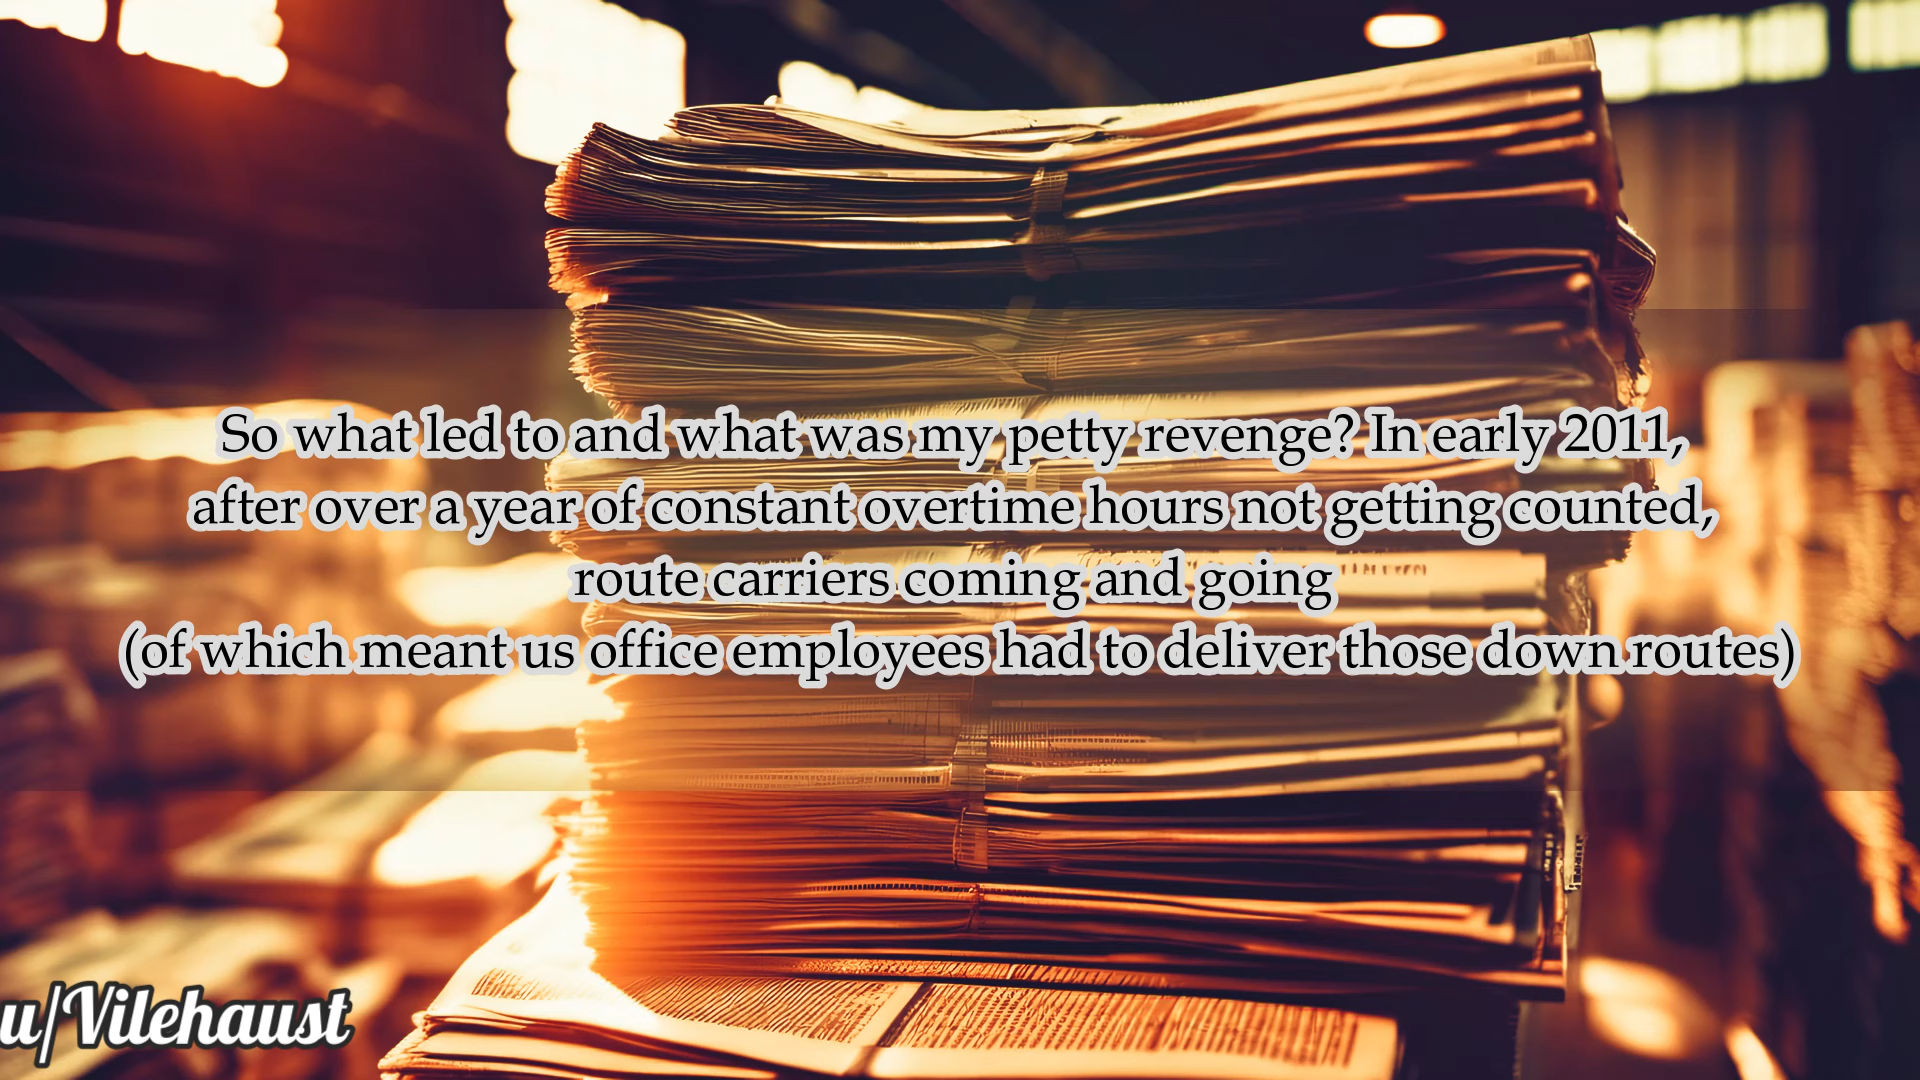 So what led to and what was my petty revenge? In early 2011,
after over a year of constant overtime hours not getting counted,
route carriers coming and going
(of which meant us office employees had to deliver those down routes)
u/Vilehaust